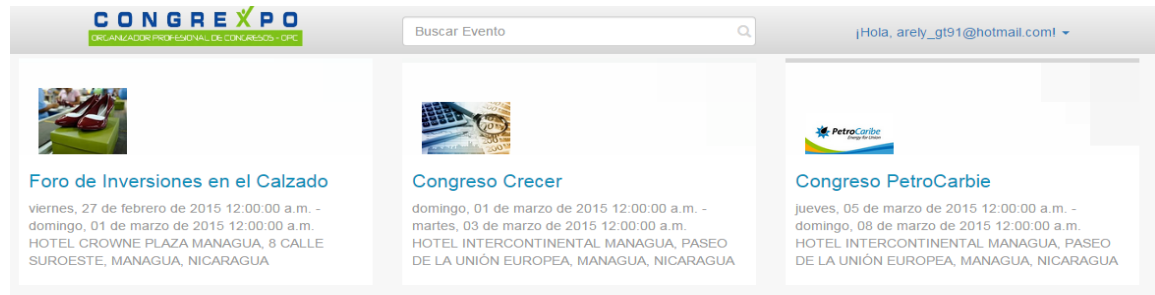 CONGREXPO
ORGANIZADOR PROFESIONAL DE CONGRESOS - OPC
Buscar Evento
¡Hola, arely_gt91@hotmail.com!
Foro de Inversiones en el Calzado
viernes, 27 de febrero de 2015 12:00:00 a.m. -
domingo, 01 de marzo de 2015 12:00:00 a.m.
HOTEL CROWNE PLAZA MANAGUA, 8 CALLE
SUROESTE, MANAGUA, NICARAGUA
Congreso Crecer
domingo, 01 de marzo de 2015 12:00:00 a.m. -
martes, 03 de marzo de 2015 12:00:00 a.m.
HOTEL INTERCONTINENTAL MANAGUA, PASEO
DE LA UNIÓN EUROPEA, MANAGUA, NICARAGUA
PetroCaribe
Energy for Union
Congreso PetroCarbie
jueves, 05 de marzo de 2015 12:00:00 a.m. -
domingo, 08 de marzo de 2015 12:00:00 a.m.
HOTEL INTERCONTINENTAL MANAGUA, PASEO
DE LA UNIÓN EUROPEA, MANAGUA, NICARAGUA